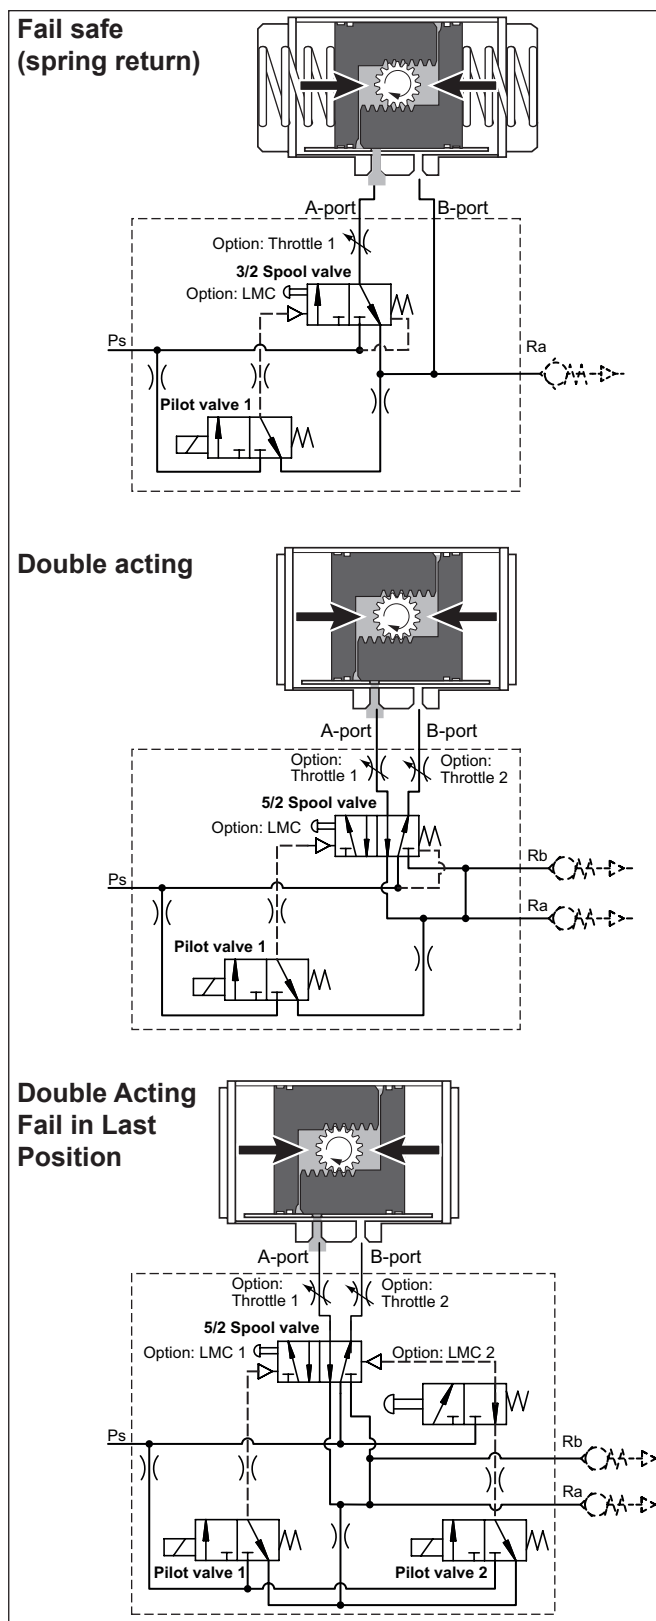 Fail safe
(spring return)
A-port
B-port
Option: Throttle 1
3/2 Spool valve
Option: LMC
Ps
Ra
Pilot valve 1
Double acting
A-port
B-port
Option:
Throttle 1
Option:
Throttle 2
5/2 Spool valve
Option: LMC
Rb
Ps
Ra
Pilot valve 1
Double Acting
Fail in Last
Position
A-port
B-port
Option:
Throttle 1
Option:
Throttle 2
5/2 Spool valve
Option: LMC 1
Option: LMC 2
Ps
Rb
Ra
Pilot valve 1
Pilot valve 2